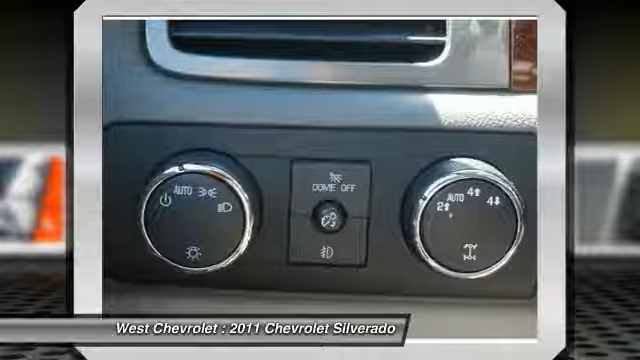 DOME OFF
AUTO
AUTO
2↑
4↑
4↓
West Chevrolet : 2011 Chevrolet Silverado